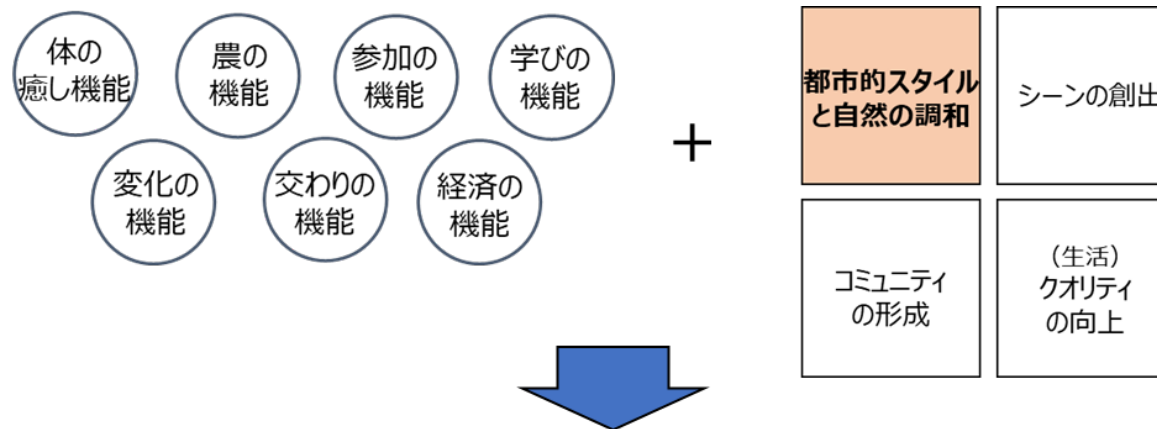 体の
癒し機能
農の
機能
参加の
機能
学びの
機能
変化の
機能
交わりの
機能
経済の
機能
+
都市的スタイル
と自然の調和
シーンの創出
コミュニティ
の形成
（生活）
クオリティ
の向上